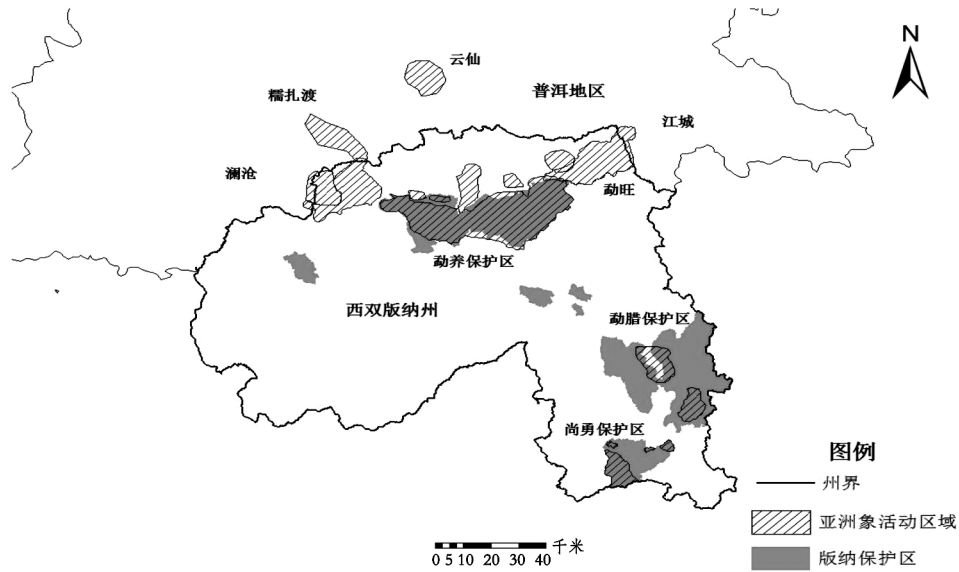 N
云仙
糯扎渡
普洱地区
江城
澜沧
勐旺
勐养保护区
西双版纳州
勐腊保护区
尚勇保护区
图例
州界
亚洲象活动区域
版纳保护区
0 5 10 20 30 40 千米